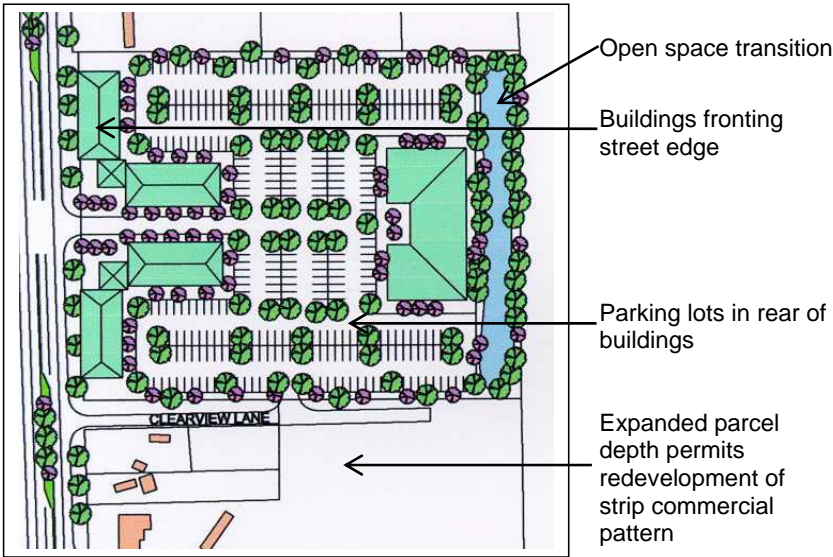 Open space transition
Buildings fronting
street edge
Parking lots in rear of
buildings
CLEARVIEW LANE
Expanded parcel
depth permits
redevelopment of
strip commercial
pattern